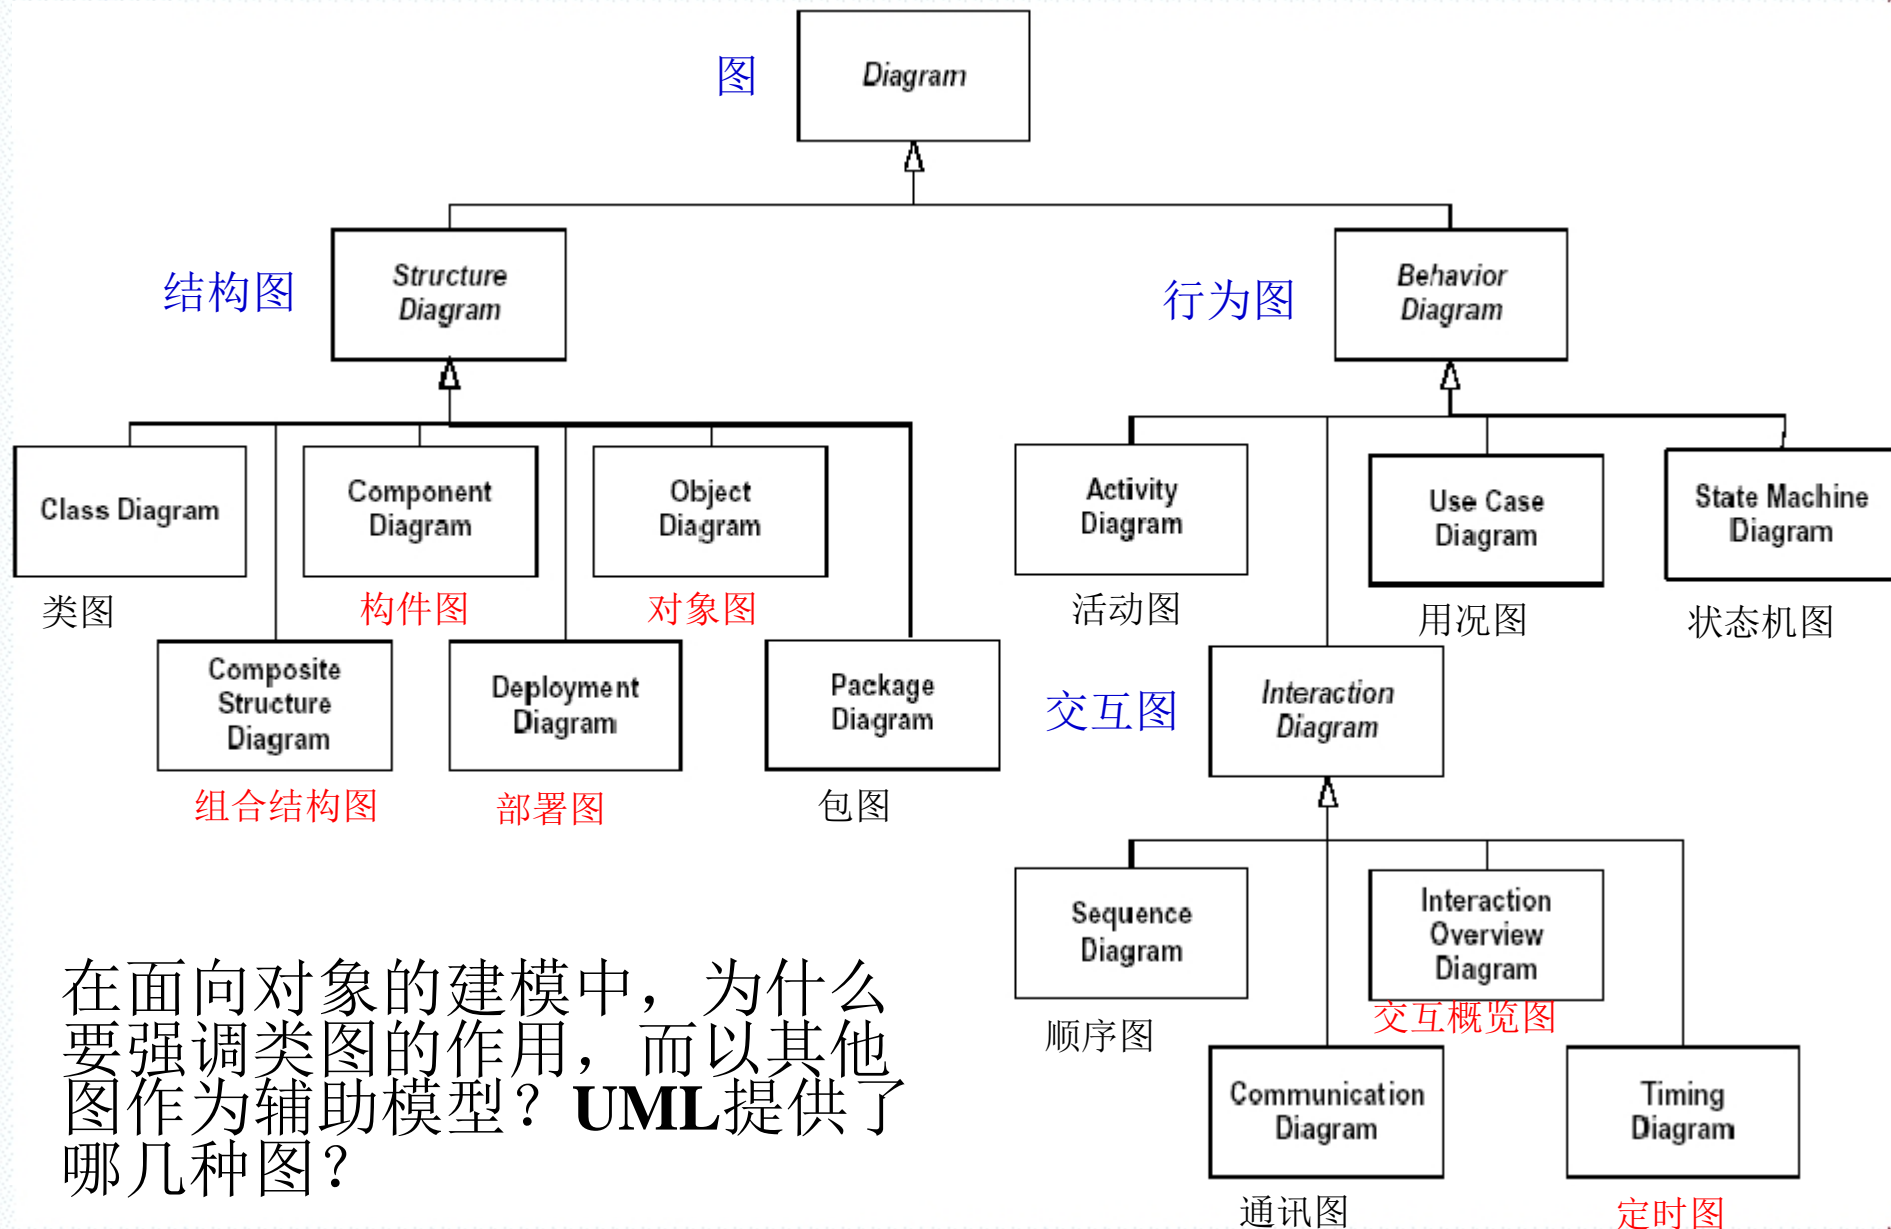 图
Diagram
结构图
Structure
Diagram
行为图
Behavior
Diagram
Class Diagram
类图
Component
Diagram
构件图
Object
Diagram
对象图
Activity
Diagram
活动图
Use Case
Diagram
用况图
State Machine
Diagram
状态机图
Composite
Structure
Diagram
组合结构图
Deployment
Diagram
部署图
Package
Diagram
包图
交互图
Interaction
Diagram
Sequence
Diagram
顺序图
Interaction
Overview
Diagram
交互概览图
Communication
Diagram
通讯图
Timing
Diagram
定时图
在面向对象的建模中，为什么
要强调类图的作用，而以其他
图作为辅助模型？UML提供了
哪几种图？